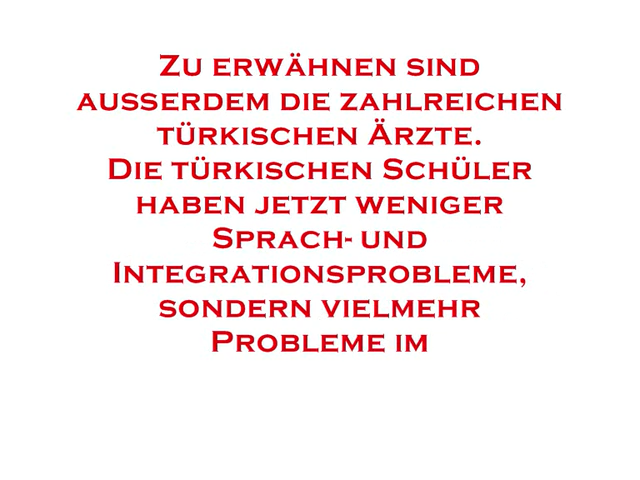 Zu erwähnen sind
ausserdem die zahlreichen
türkischen Ärzte.
Die türkischen Schüler
haben jetzt weniger
Sprach- und
Integrationsprobleme,
sondern vielmehr
Probleme im